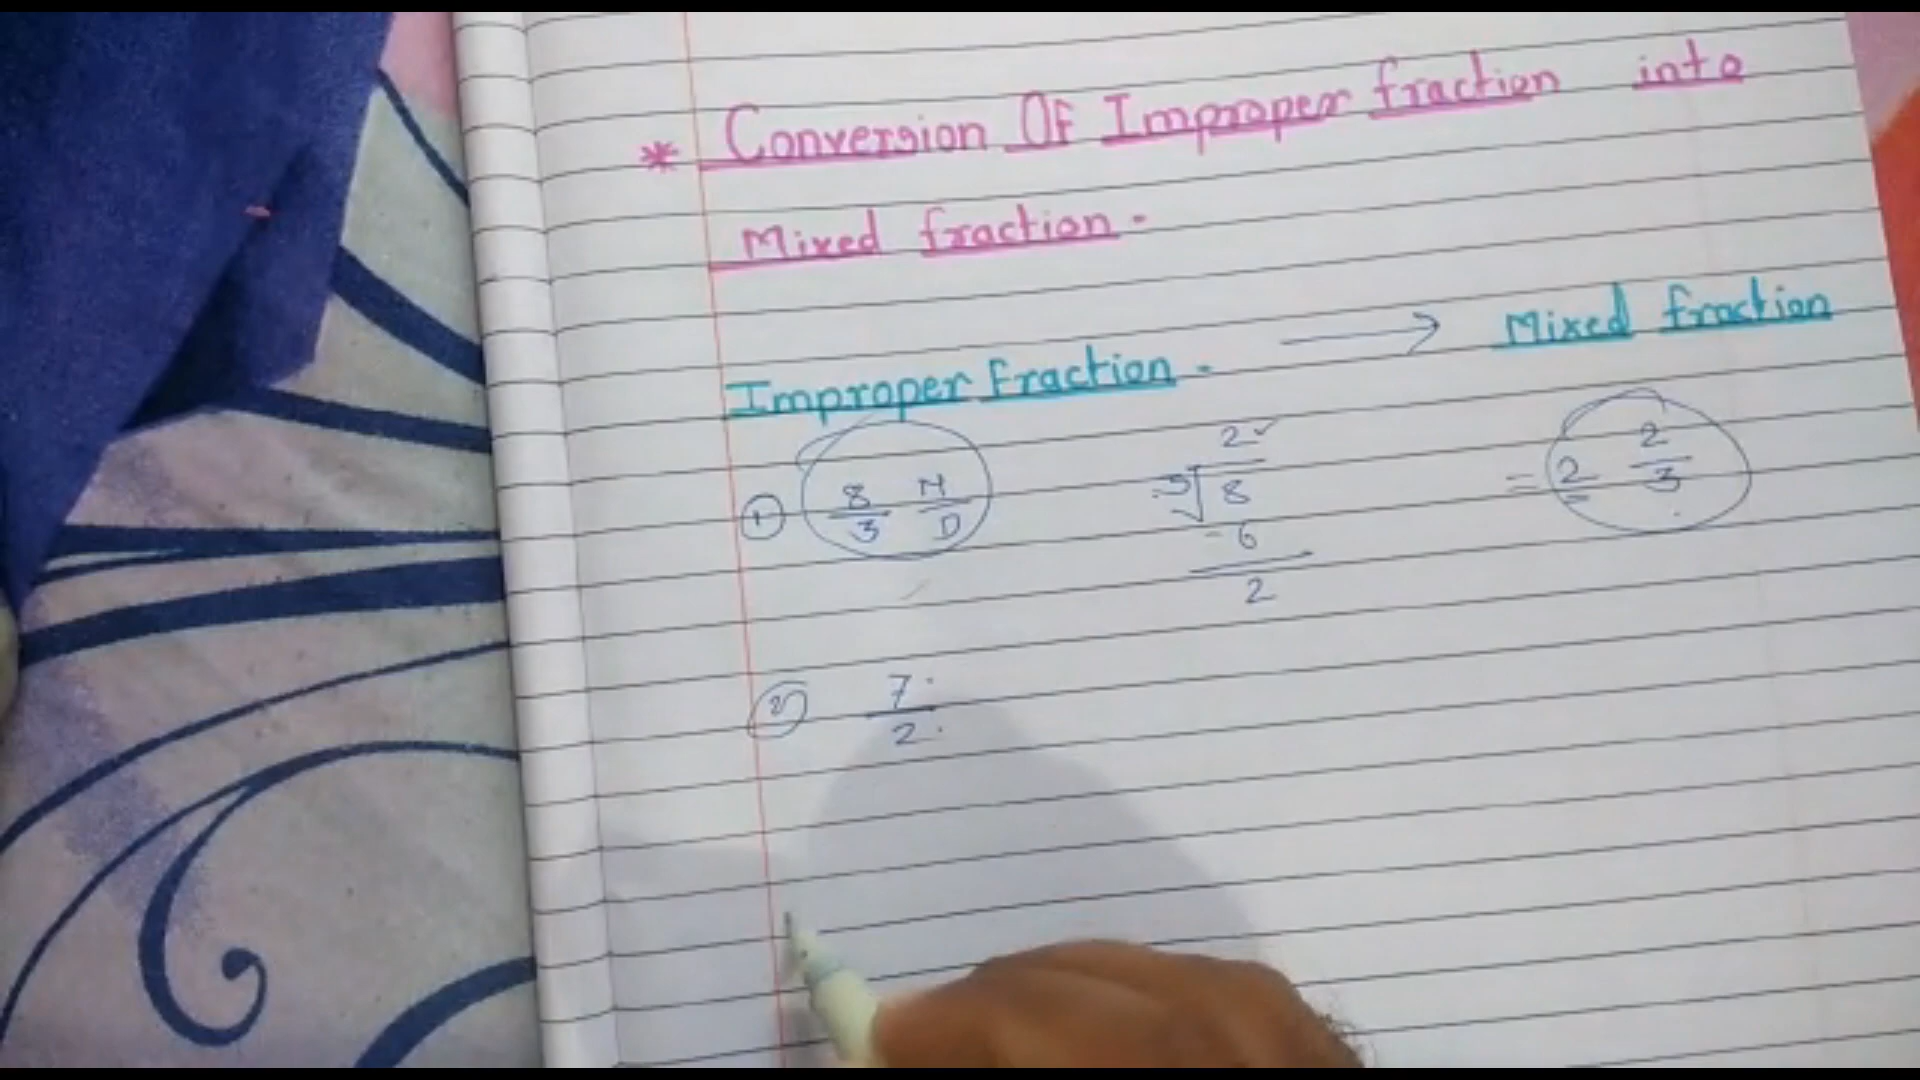 * Conversion Of Improper fraction into
Mixed fraction.
Improper fraction. → Mixed fraction
① 8/3 N/D 3√8 2✓ = 2 2/3
- 6
2
② 7/2